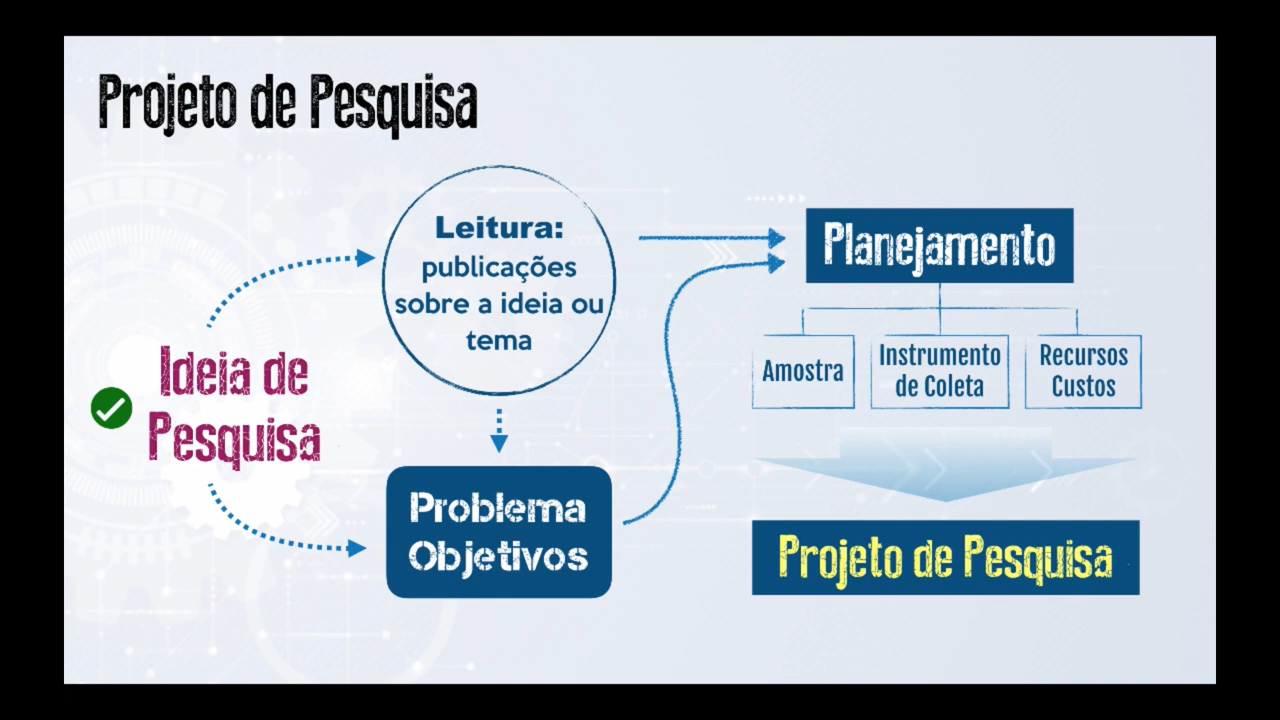 Projeto de Pesquisa
Leitura:
publicações
sobre a ideia ou
tema
Ideia de
Pesquisa
Problema
Objetivos
Planejamento
Amostra
Instrumento
de Coleta
Recursos
Custos
Projeto de Pesquisa